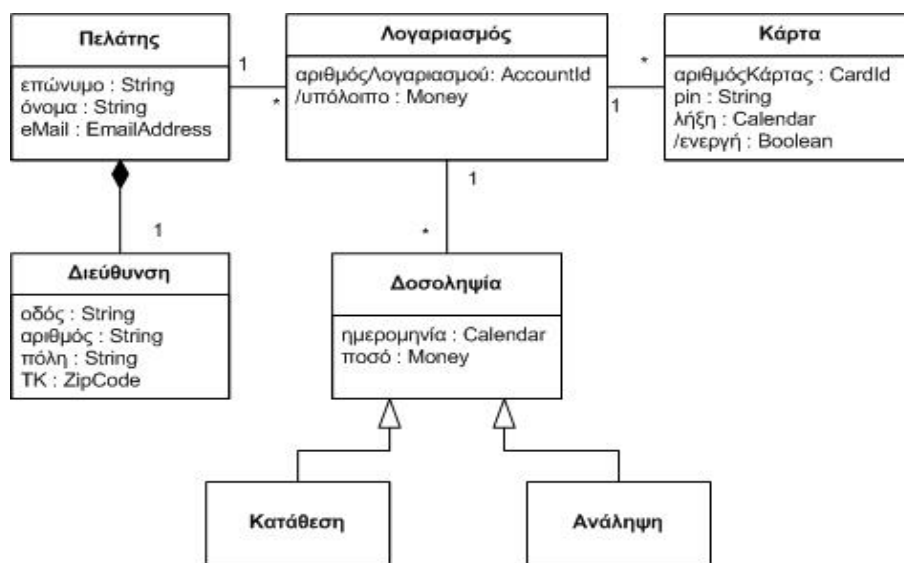 Πελάτης
επώνυμο : String
όνομα : String
eMail : EmailAddress
1
*
Λογαριασμός
αριθμόςΛογαριασμού: AccountId
/υπόλοιπο : Money
*
1
Κάρτα
αριθμόςΚάρτας : CardId
pin : String
λήξη : Calendar
/ενεργή : Boolean
1
1
*
Διεύθυνση
οδός : String
αριθμός : String
πόλη : String
ΤΚ : ZipCode
Δοσοληψία
ημερομηνία : Calendar
ποσό : Money
Κατάθεση
Ανάληψη